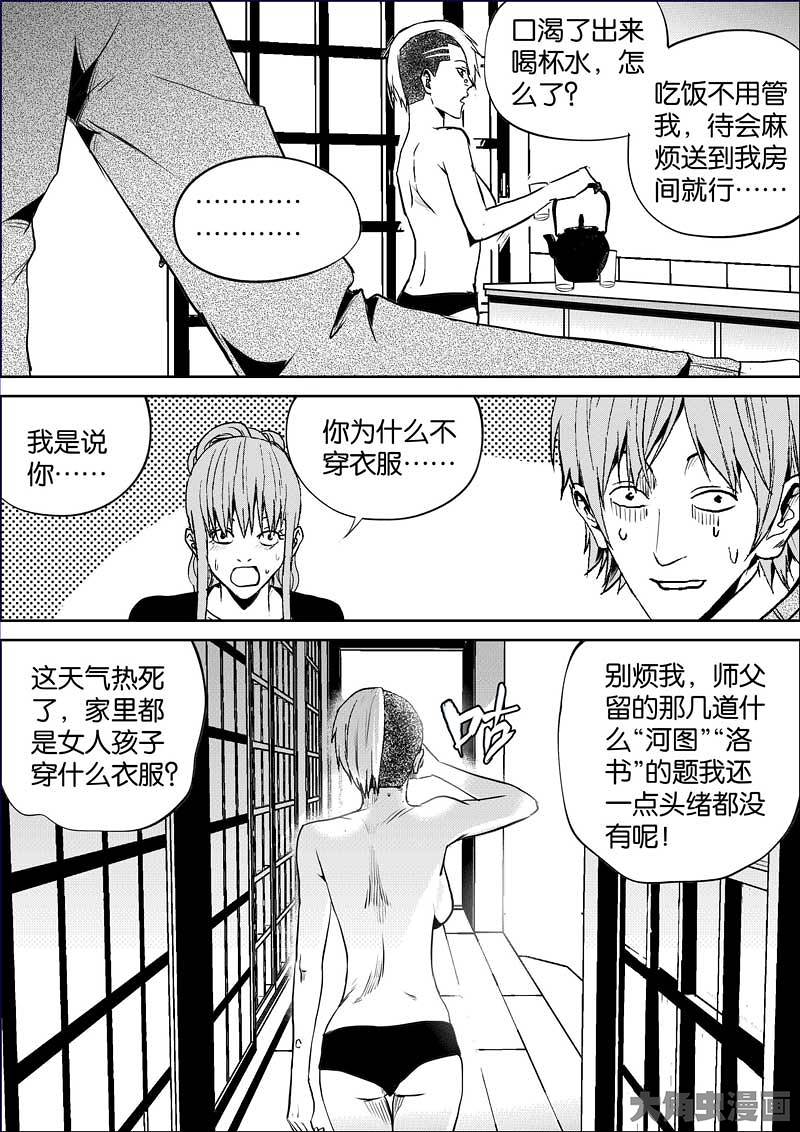 口渴了出来
喝杯水，怎
么了？
吃饭不用管
我，待会麻
烦送到我房
间就行……
…………
…………
我是说
你……
你为什么不
穿衣服……
这天气热死
了，家里都
是女人孩子
穿什么衣服？
咕
别烦我，师父
留的那几道什
么“河图”“洛
书”的题我还
一点头绪都没
有呢！
大角虫漫画